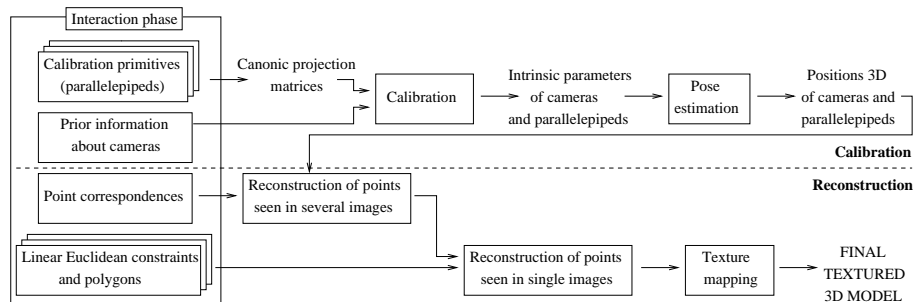 Interaction phase
Calibration primitives
(parallelepipeds)
Canonic projection
matrices
Calibration
Intrinsic parameters
of cameras
and parallelepipeds
Pose
estimation
Positions 3D
of cameras and
parallelepipeds
Prior information
about cameras
Calibration
Reconstruction
Point correspondences
Reconstruction of points
seen in several images
Linear Euclidean constraints
and polygons
Reconstruction of points
seen in single images
Texture
mapping
FINAL
TEXTURED
3D MODEL